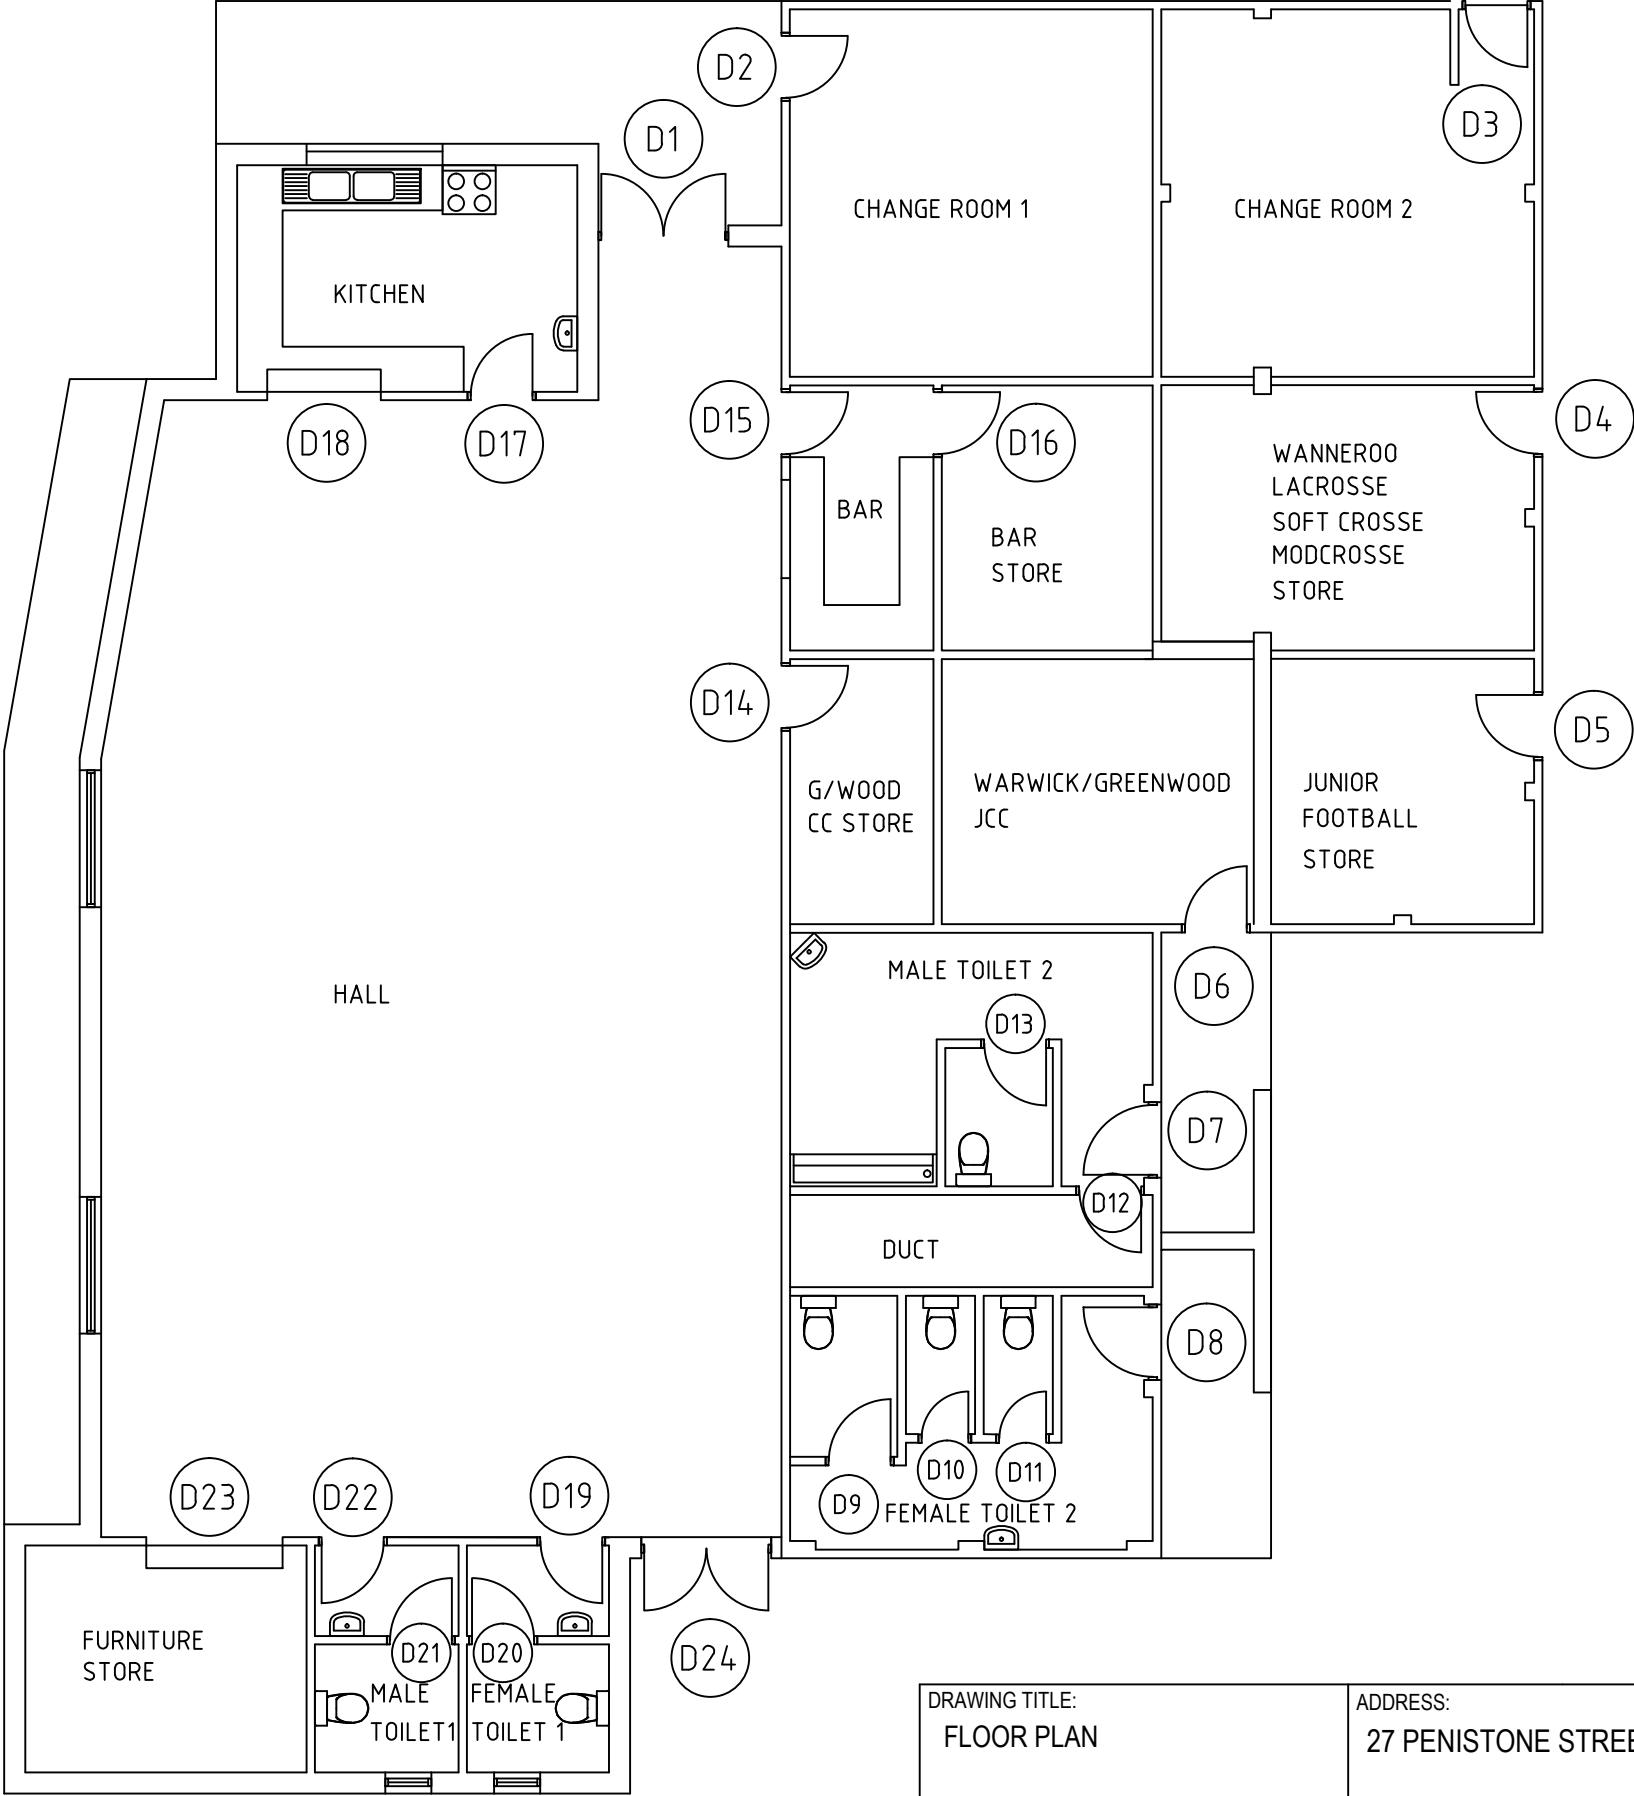 D2
D1
D3
CHANGE ROOM 1
CHANGE ROOM 2
KITCHEN
D18
D17
D15
D16
D4
BAR
BAR
STORE
WANNEROO
LACROSSE
SOFT CROSSE
MODCROSSE
STORE
D14
D5
G/WOOD
CC STORE
WARWICK/GREENWOOD
JCC
JUNIOR
FOOTBALL
STORE
HALL
MALE TOILET 2
D6
D13
D7
D12
DUCT
D8
D10
D11
D9
FEMALE TOILET 2
D23
D22
D19
FURNITURE
STORE
D21
D20
D24
MALE
TOILET1
FEMALE
TOILET 1
DRAWING TITLE:
FLOOR PLAN
ADDRESS:
27 PENISTONE